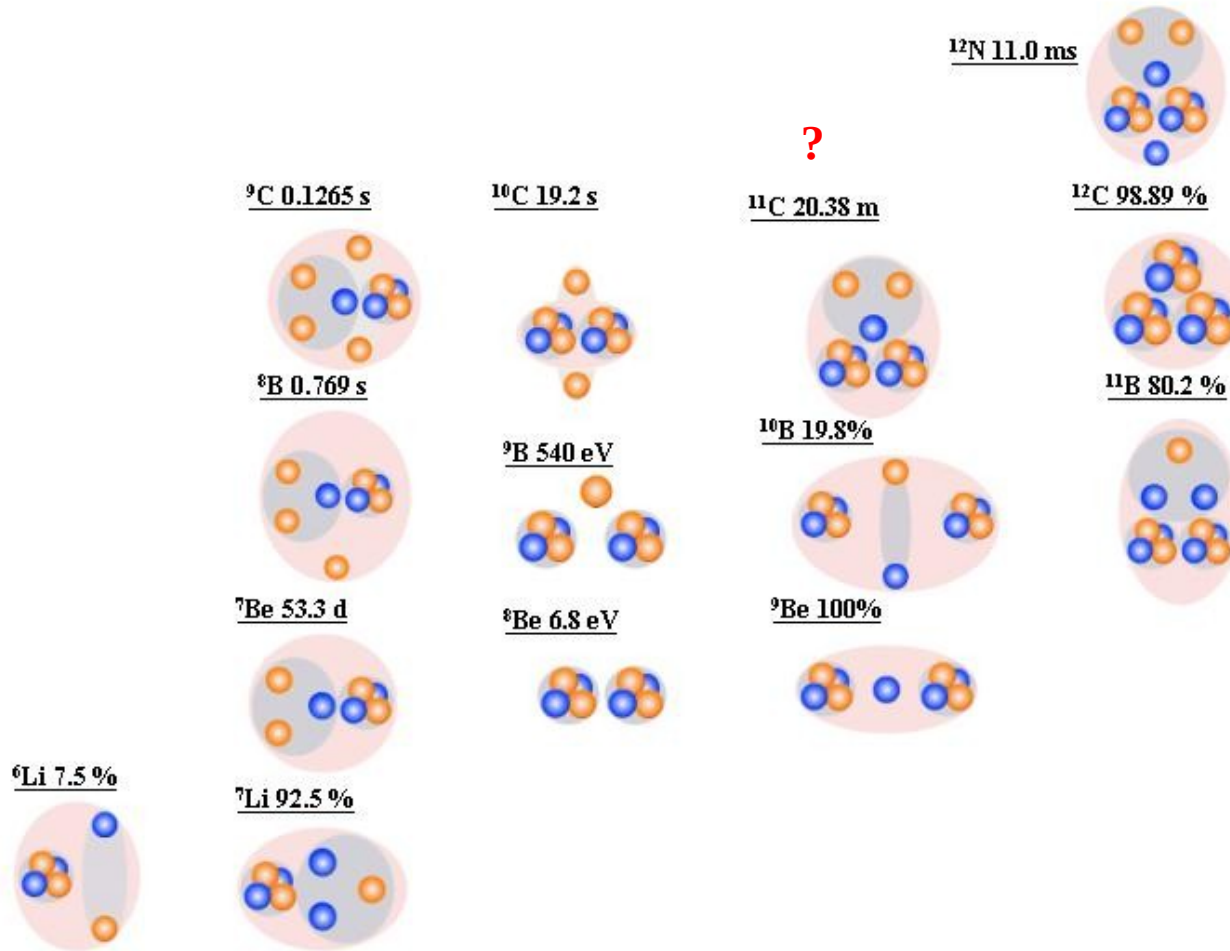 ¹²N 11.0 ms
?
⁹C 0.1265 s
¹⁰C 19.2 s
¹¹C 20.38 m
¹²C 98.89 %
⁸B 0.769 s
⁹B 540 eV
¹⁰B 19.8%
¹¹B 80.2 %
⁷Be 53.3 d
⁸Be 6.8 eV
⁹Be 100%
⁶Li 7.5 %
⁷Li 92.5 %